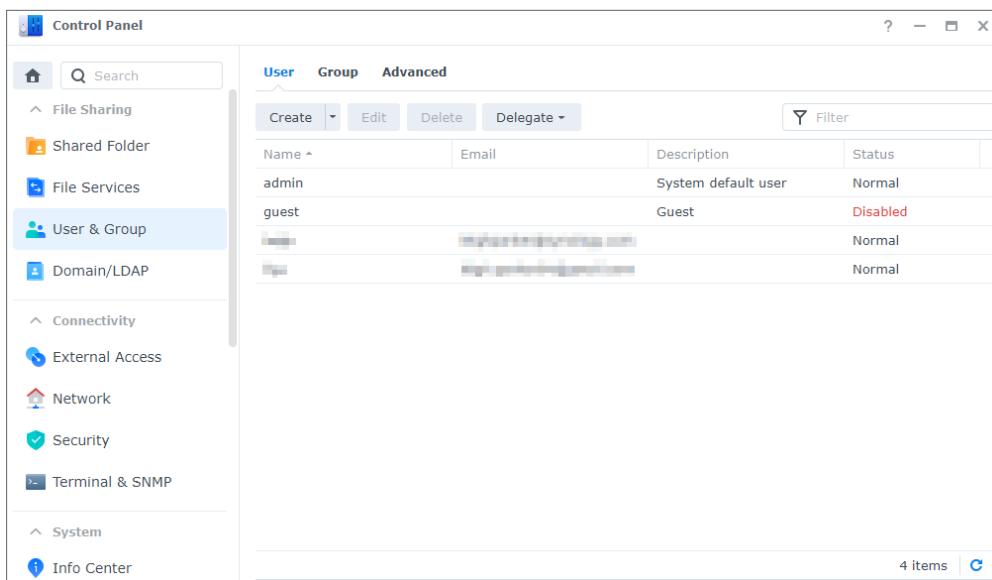 Control Panel
?
Search
User Group Advanced
File Sharing
Create Edit Delete Delegate Filter
Shared Folder
Name Email Description Status
File Services
admin System default user Normal
guest Guest Disabled
User & Group
Normal
Domain/LDAP
Normal
Connectivity
External Access
Network
Security
Terminal & SNMP
System
Info Center
4 items